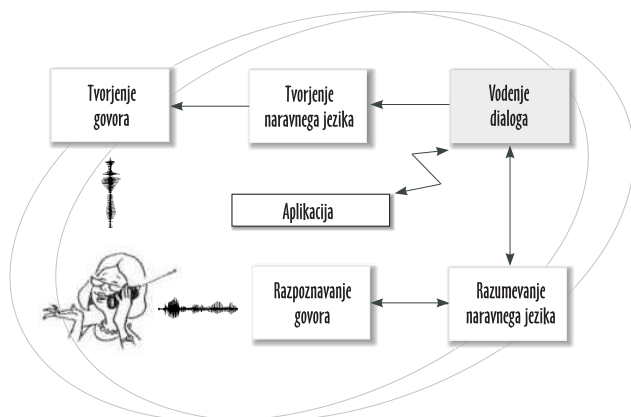 Tvorjenje
govora
Tvorjenje
naravnega jezika
Vodenje
dialoga
Aplikacija
Razpoznavanje
govora
Razumevanje
naravnega jezika